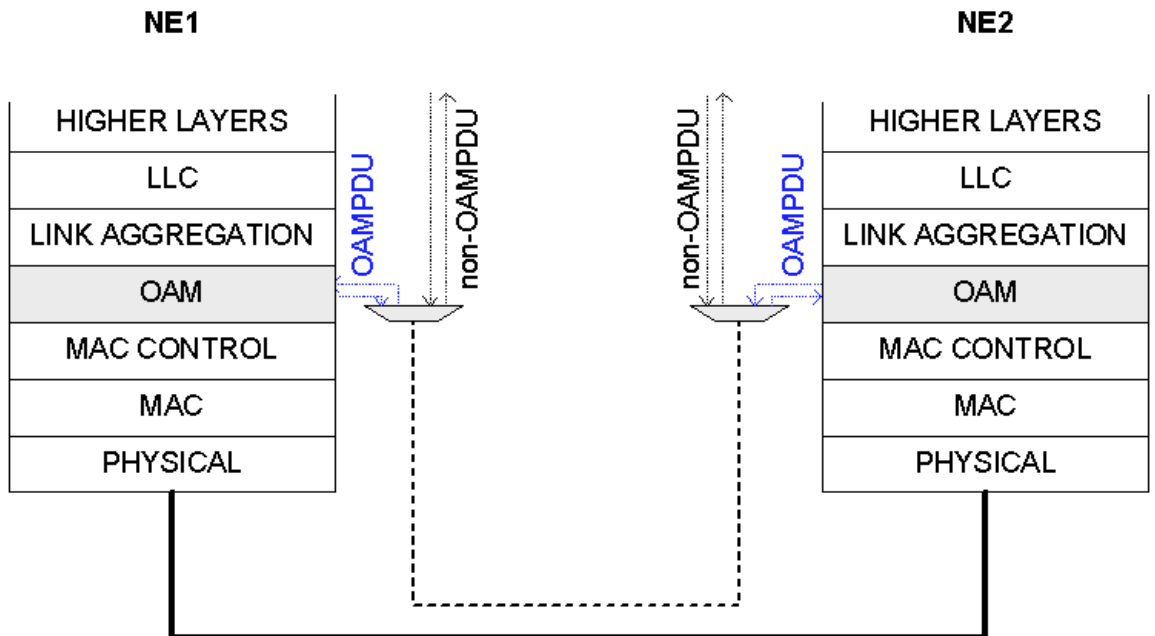 NE1
NE2
HIGHER LAYERS
LLC
LINK AGGREGATION
OAM
MAC CONTROL
MAC
PHYSICAL
OAMPDU
non-OAMPDU
non-OAMPDU
OAMPDU
HIGHER LAYERS
LLC
LINK AGGREGATION
OAM
MAC CONTROL
MAC
PHYSICAL